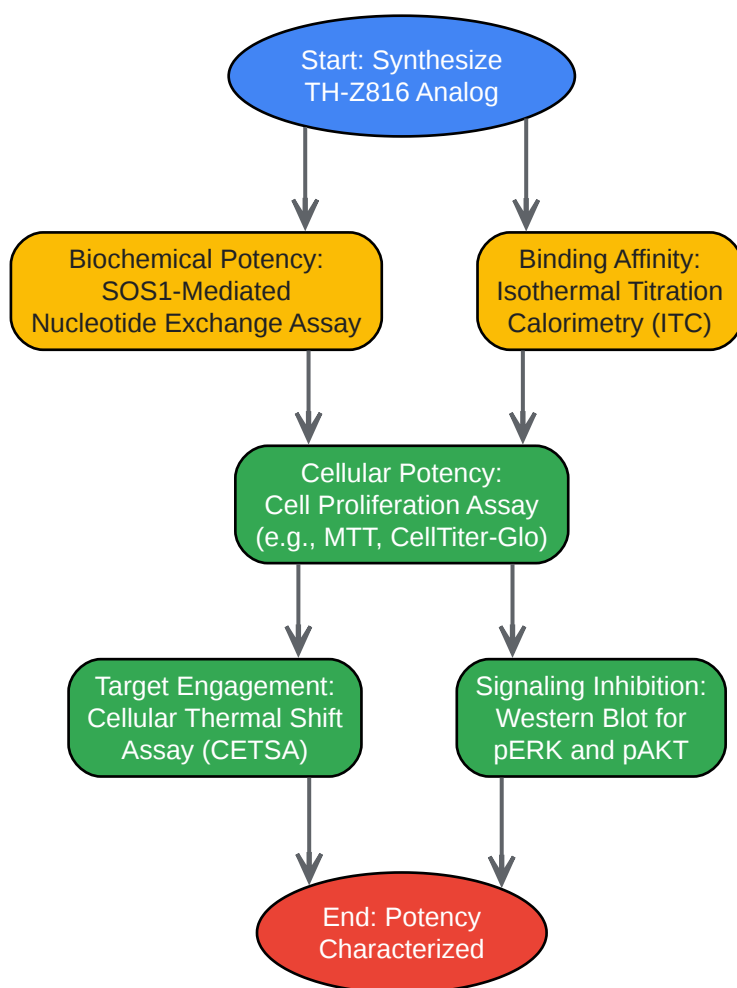 Start: Synthesize
TH-Z816 Analog
Biochemical Potency:
SOS1-Mediated
Nucleotide Exchange Assay
Binding Affinity:
Isothermal Titration
Calorimetry (ITC)
Cellular Potency:
Cell Proliferation Assay
(e.g., MTT, CellTiter-Glo)
Target Engagement:
Cellular Thermal Shift
Assay (CETSA)
Signaling Inhibition:
Western Blot for
pERK and pAKT
End: Potency
Characterized